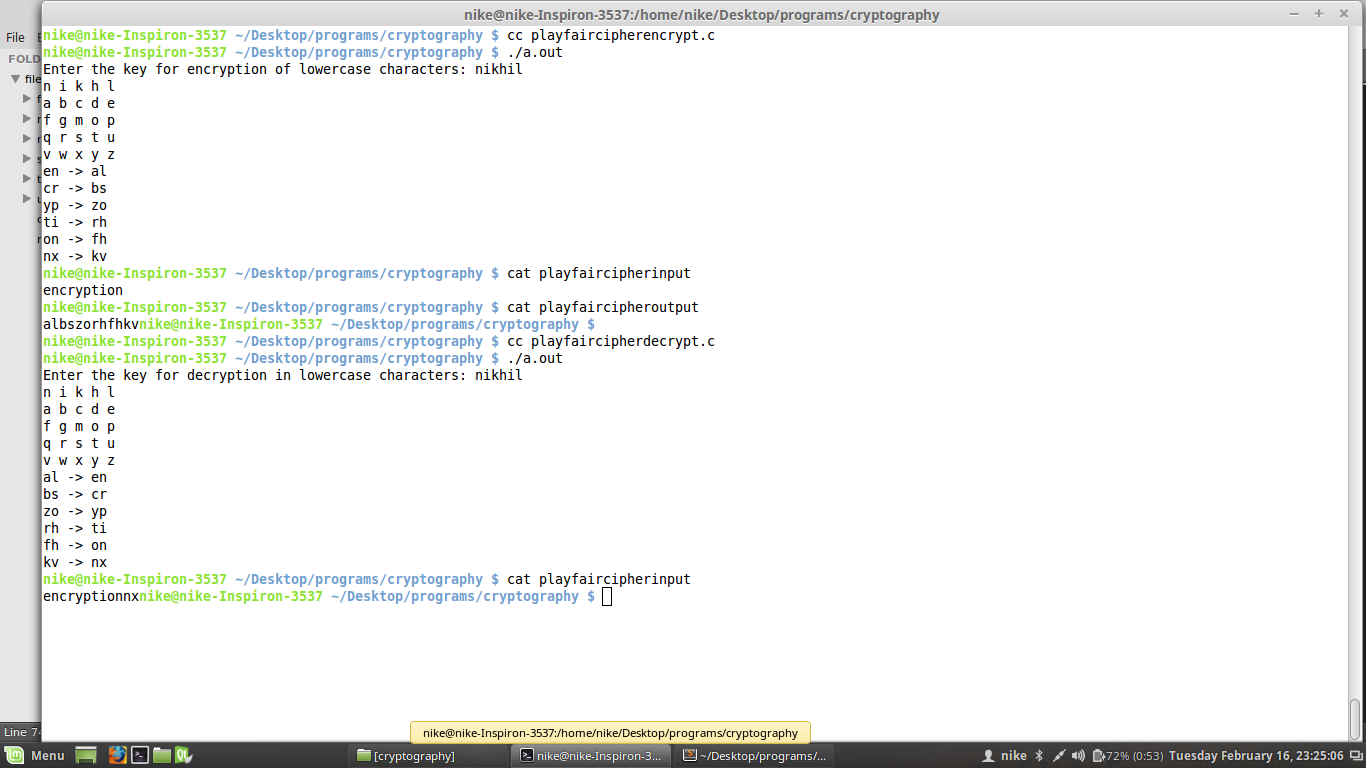 nike@nike-Inspiron-3537:/home/nike/Desktop/programs/cryptography
File
FOLD
file
nike@nike-Inspiron-3537 ~/Desktop/programs/cryptography $ cc playfaircipherencrypt.c
nike@nike-Inspiron-3537 ~/Desktop/programs/cryptography $ ./a.out
Enter the key for encryption of lowercase characters: nikhil
n i k h l
a b c d e
f g m o p
q r s t u
v w x y z
en -> al
cr -> bs
yp -> zo
ti -> rh
on -> fh
nx -> kv
nike@nike-Inspiron-3537 ~/Desktop/programs/cryptography $ cat playfaircipherinput
encryption
nike@nike-Inspiron-3537 ~/Desktop/programs/cryptography $ cat playfaircipheroutput
albszorhfhkvnike@nike-Inspiron-3537 ~/Desktop/programs/cryptography $
nike@nike-Inspiron-3537 ~/Desktop/programs/cryptography $ cc playfaircipherdecrypt.c
nike@nike-Inspiron-3537 ~/Desktop/programs/cryptography $ ./a.out
Enter the key for decryption in lowercase characters: nikhil
n i k h l
a b c d e
f g m o p
q r s t u
v w x y z
al -> en
bs -> cr
zo -> yp
rh -> ti
fh -> on
kv -> nx
nike@nike-Inspiron-3537 ~/Desktop/programs/cryptography $ cat playfaircipherinput
encryptionnxnike@nike-Inspiron-3537 ~/Desktop/programs/cryptography $
Line 7
nike@nike-Inspiron-3537:/home/nike/Desktop/programs/cryptography
Menu
[cryptography]
nike@nike-Inspiron-3...
~/Desktop/programs/...
nike
72% (0:53)
Tuesday February 16, 23:25:06